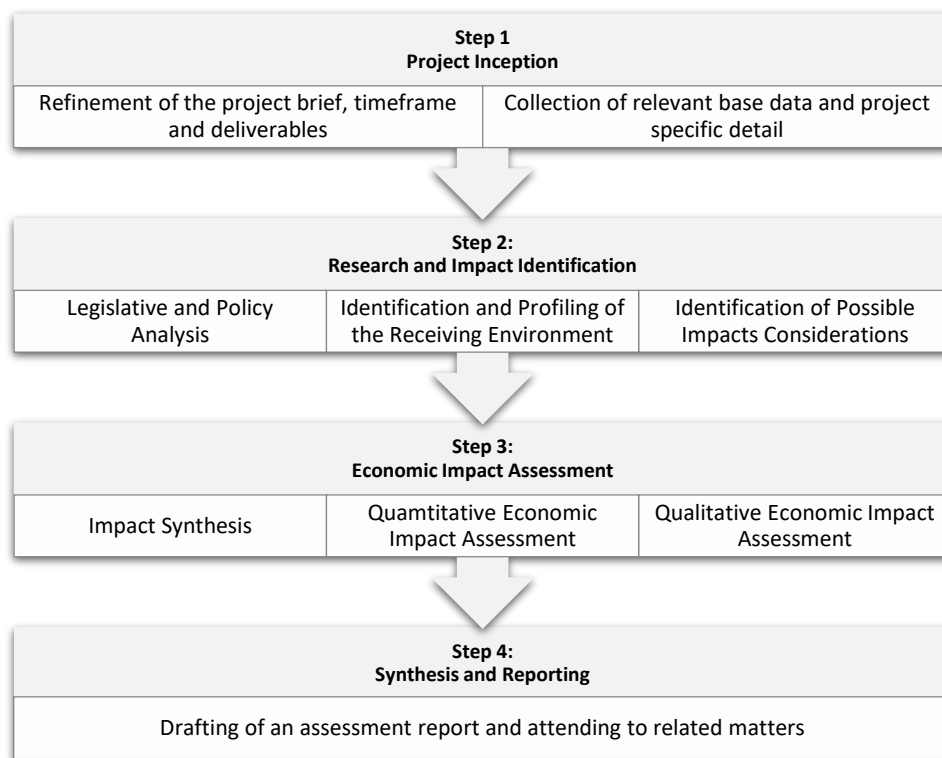 Step 1
Project Inception
Refinement of the project brief, timeframe
and deliverables
Collection of relevant base data and project
specific detail
Step 2:
Research and Impact Identification
Legislative and Policy
Analysis
Identification and Profiling of
the Receiving Environment
Identification of Possible
Impacts Considerations
Step 3:
Economic Impact Assessment
Impact Synthesis
Quamtitative Economic
Impact Assessment
Qualitative Economic Impact
Assessment
Step 4:
Synthesis and Reporting
Drafting of an assessment report and attending to related matters